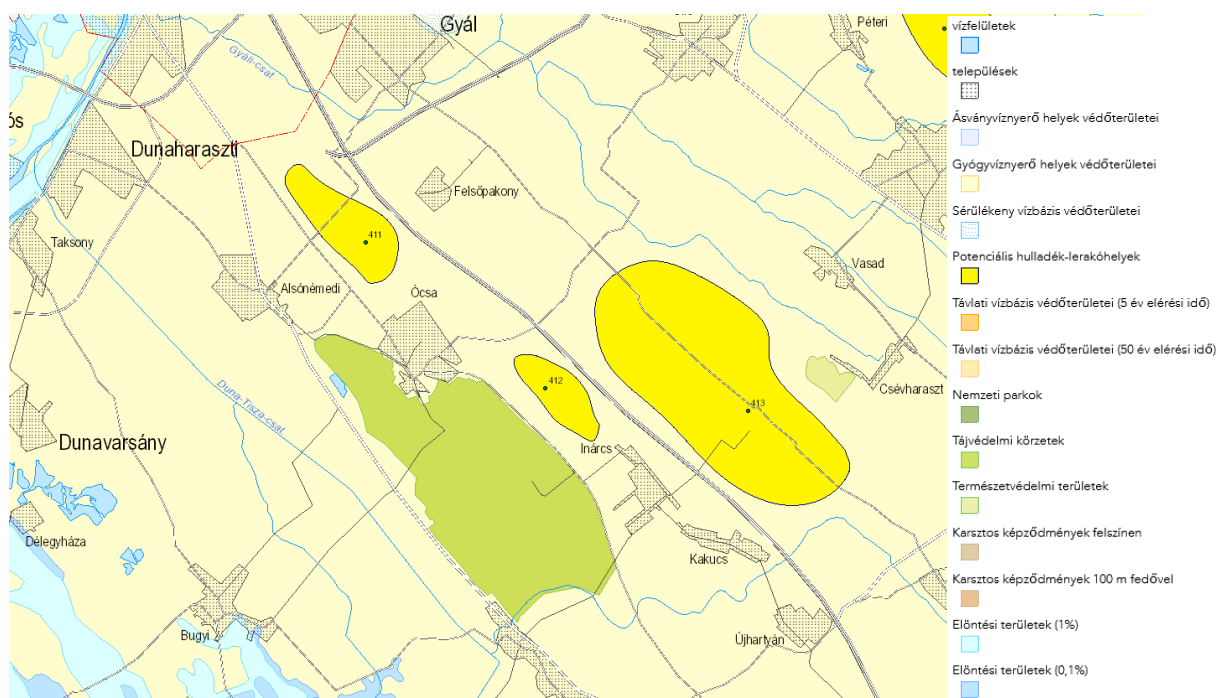 Gyál
Péteri
Gyáli-csat
ós
Dunaharaszti
Felsőpakony
Taksony
411
Vasad
Alsónémedi
Ócsa
412
Csévharaszt
413
Duna-Tisza-csat
Dunavarsány
Inárcs
Délegyháza
Kakucs
Bugyi
Újhartyán
vízfelületek
települések
Ásványvíznyerő helyek védőterületei
Gyógyvíznyerő helyek védőterületei
Sérülékeny vízbázis védőterületei
Potenciális hulladék-lerakóhelyek
Távlati vízbázis védőterületei (5 év elérési idő)
Távlati vízbázis védőterületei (50 év elérési idő)
Nemzeti parkok
Tájvédelmi körzetek
Természetvédelmi területek
Karsztos képződmények felszínen
Karsztos képződmények 100 m fedővel
Elöntési területek (1%)
Elöntési területek (0,1%)